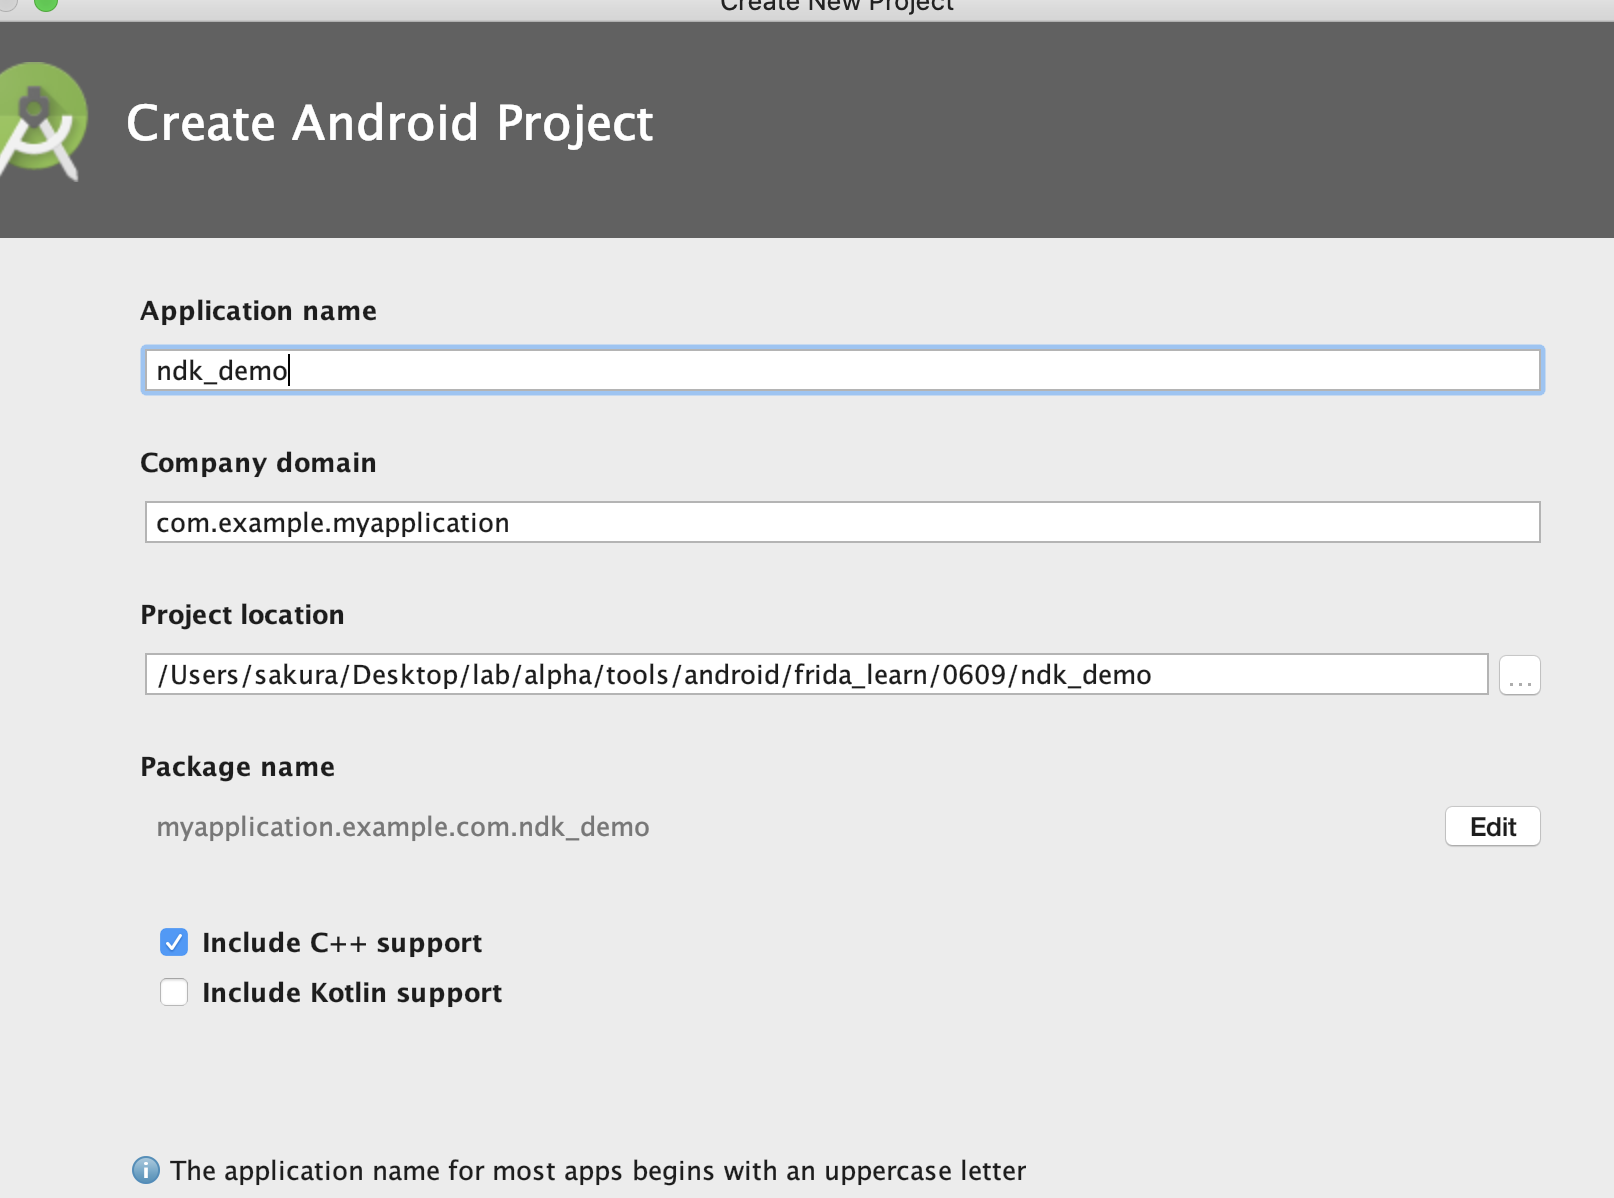 Create New Project
Create Android Project
Application name
ndk_demo
Company domain
com.example.myapplication
Project location
/Users/sakura/Desktop/lab/alpha/tools/android/frida_learn/0609/ndk_demo
...
Package name
myapplication.example.com.ndk_demo
Edit
Include C++ support
Include Kotlin support
The application name for most apps begins with an uppercase letter